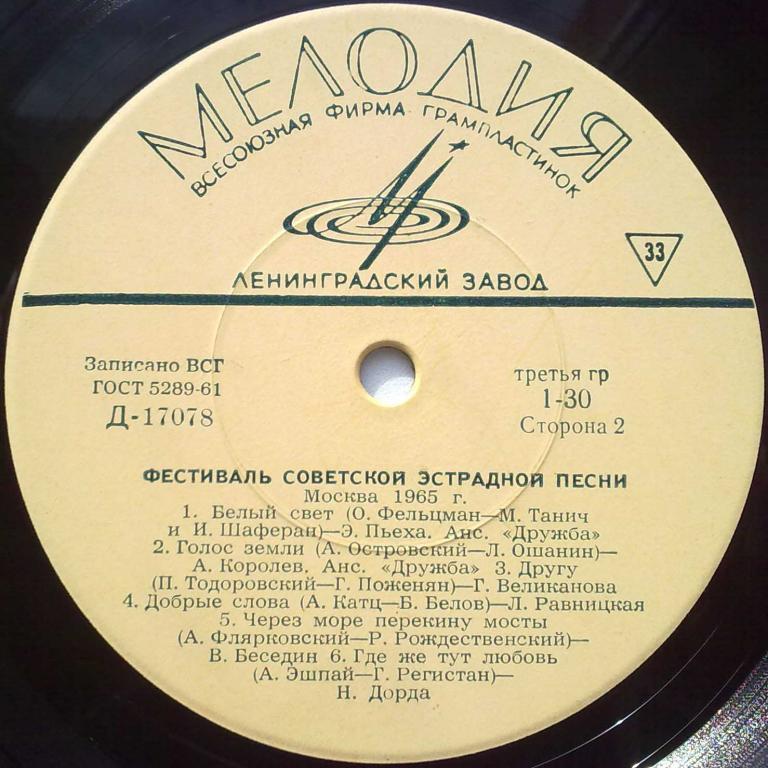 МЕЛОДИЯ
ВСЕСОЮЗНАЯ ФИРМА ГРАМПЛАСТИНОК
ЛЕНИНГРАДСКИЙ ЗАВОД
33
Записано ВСГ
ГОСТ 5289-61
Д-17078
третья гр
1-30
Сторона 2
ФЕСТИВАЛЬ СОВЕТСКОЙ ЭСТРАДНОЙ ПЕСНИ
Москва 1965 г.
1. Белый свет (О. Фельцман—М. Танич
и И. Шаферан)—Э. Пьеха. Анс. «Дружба»
2. Голос земли (А. Островский—Л. Ошанин)—
А. Королев. Анс. «Дружба» 3. Другу
(П. Тодоровский—Г. Поженян)—Г. Великанова
4. Добрые слова (А. Катц—Б. Белов)—Л. Равницкая
5. Через море перекину мосты
(А. Флярковский—Р. Рождественский)—
В. Беседин 6. Где же тут любовь
(А. Эшпай—Г. Регистан)—
Н. Дорда